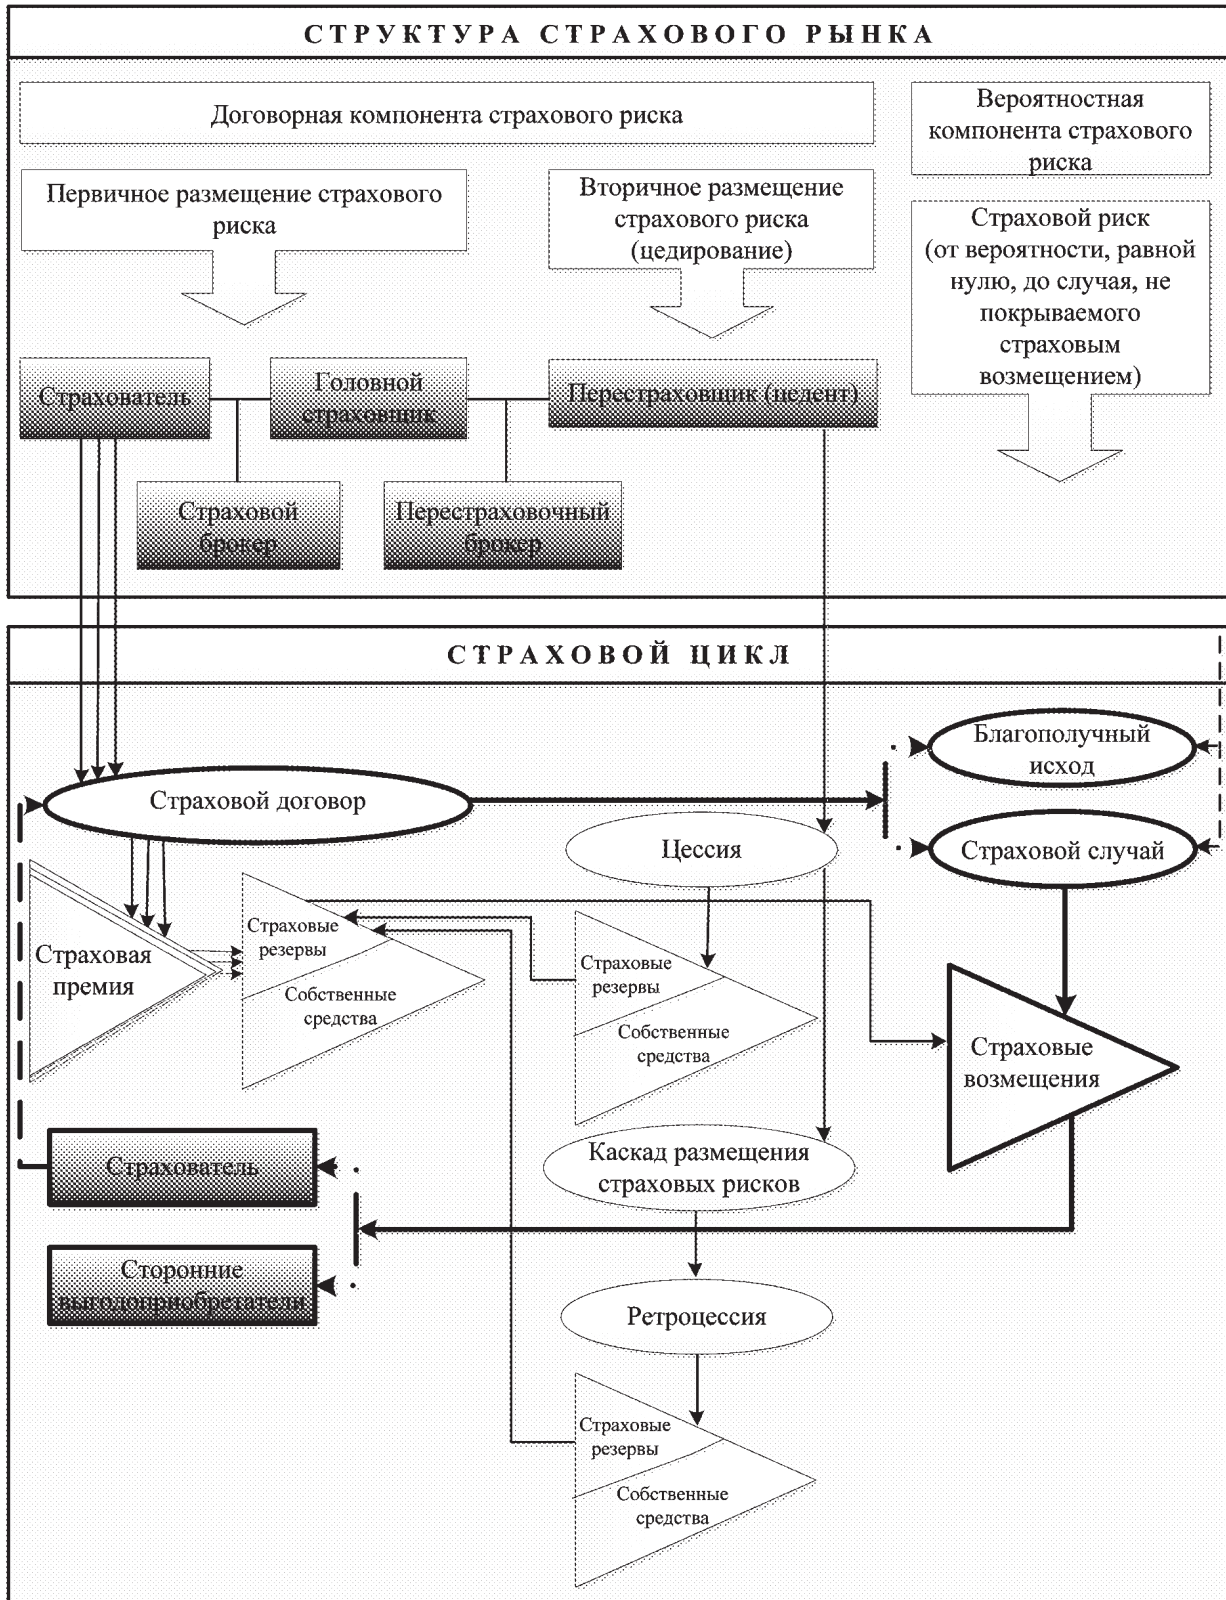 СТРУКТУРА СТРАХОВОГО РЫНКА
Договорная компонента страхового риска
Вероятностная
компонента страхового
риска
Первичное размещение страхового
риска
Вторичное размещение
страхового риска
(цедирование)
Страховой риск
(от вероятности, равной
нулю, до случая, не
покрываемого
страховым
возмещением)
Страхователь
Головной
страховщик
Перестраховщик (цедент)
Страховой
брокер
Перестраховочный
брокер
СТРАХОВОЙ ЦИКЛ
Благополучный
исход
Страховой договор
Цессия
Страховой случай
Страховая
премия
Страховые
резервы
Собственные
средства
Страховые
резервы
Собственные
средства
Страховые
возмещения
Страхователь
Каскад размещения
страховых рисков
Сторонние
выгодоприобретатели
Ретроцессия
Страховые
резервы
Собственные
средства